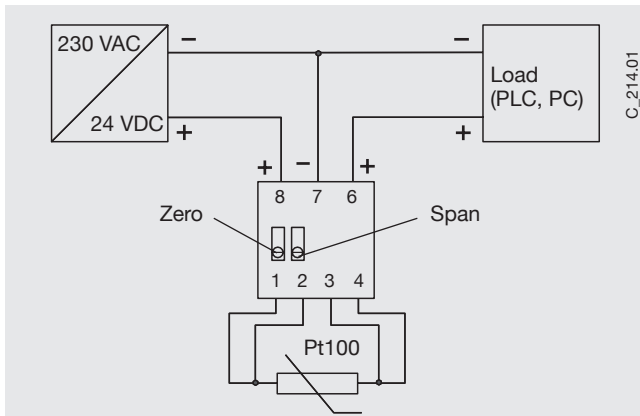 230 VAC
−
−
Load
(PLC, PC)
C_214.01
24 VDC
+
+
+
−
+
8 7 6
Zero
Span
1 2 3 4
Pt100